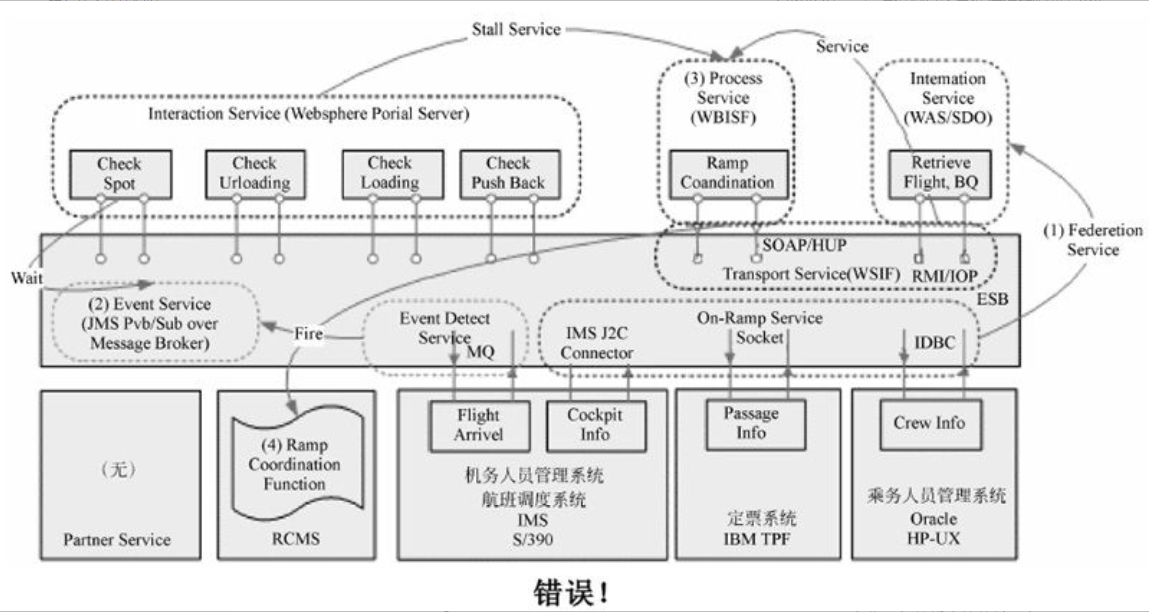 Stall Service
Service
Interaction Service (Websphere Porial Server)
Check
Spot
Check
Urloading
Check
Loading
Check
Push Back
(3) Process
Service
(WBISF)
Ramp
Coandination
Intemation
Service
(WAS/SDO)
Retrieve
Flight, BQ
(1) Federetion
Service
Wait
SOAP/HUP
Transport Service(WSIF)
RMI/IOP
ESB
(2) Event Service
(JMS Pvb/Sub over
Message Broker)
Fire
Event Detect
Service
MQ
IMS J2C
Connector
On-Ramp Service
Socket
IDBC
(无)
Partner Service
(4) Ramp
Coordination
Function
RCMS
Flight
Arrivel
Cockpit
Info
机务人员管理系统
航班调度系统
IMS
S/390
Passage
Info
定票系统
IBM TPF
Crew Info
乘务人员管理系统
Oracle
HP-UX
错误！